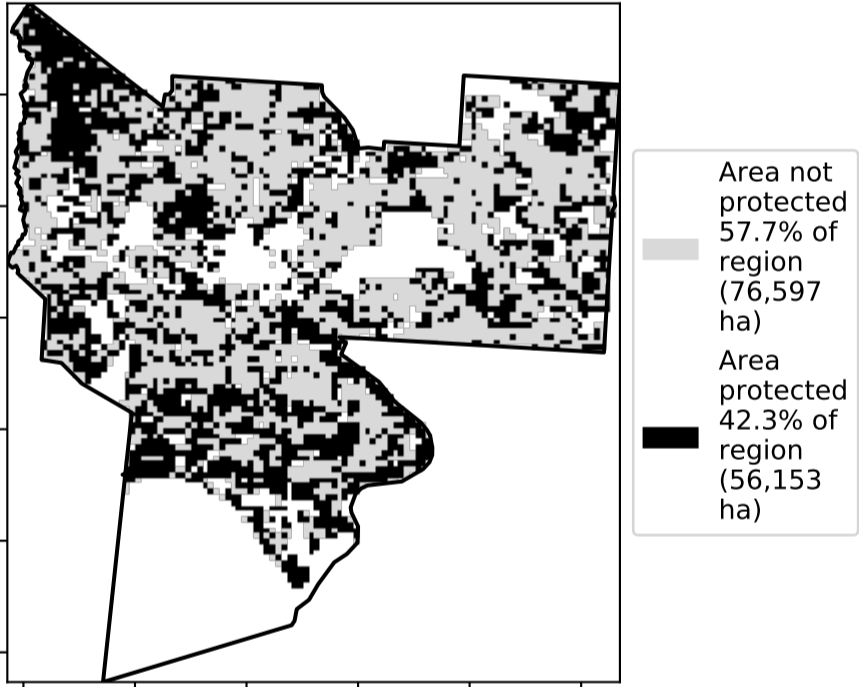 Area not
protected
57.7% of
region
(76,597
ha)
Area
protected
42.3% of
region
(56,153
ha)